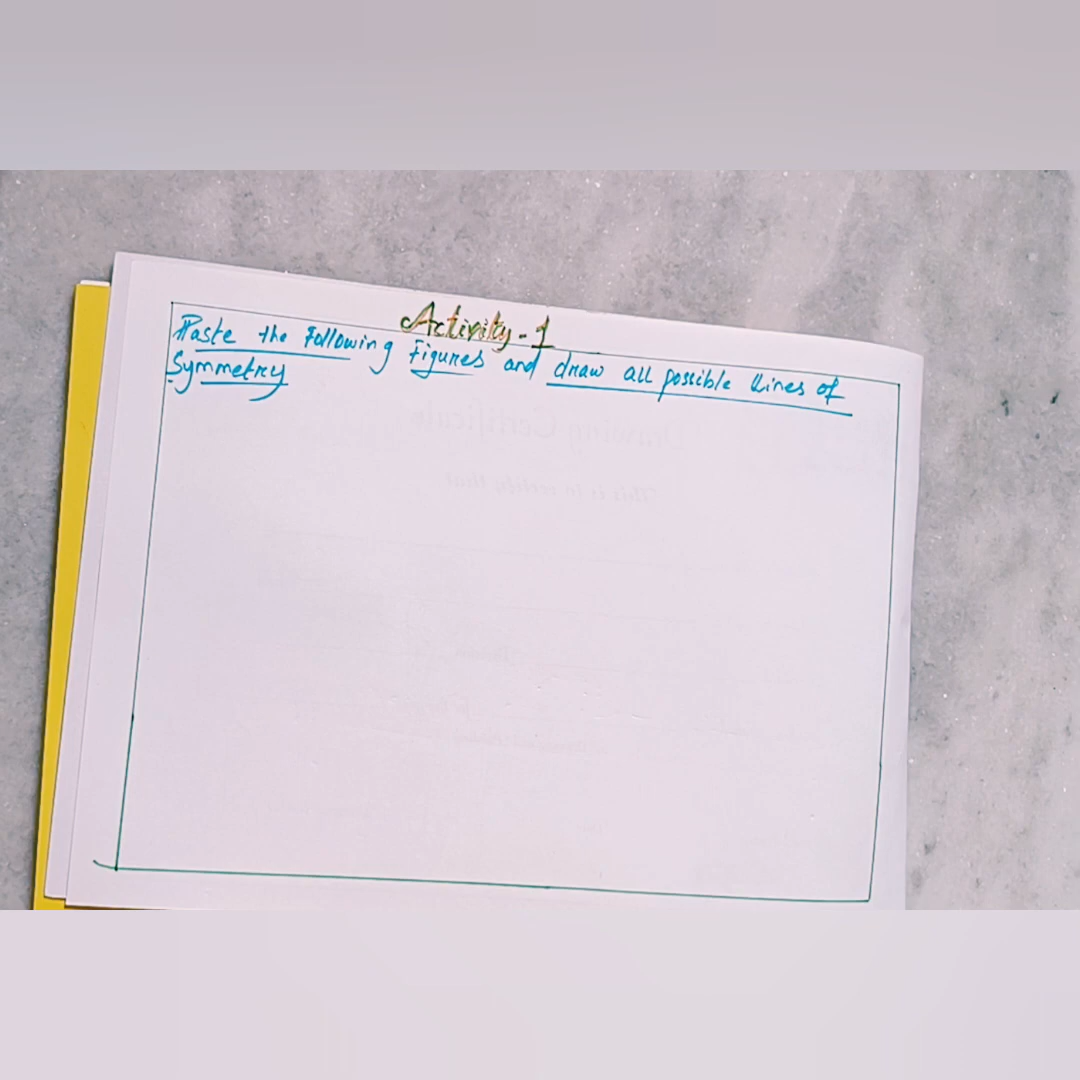 Activity-1
Paste the Following Figures and draw all possible Lines of
Symmetry